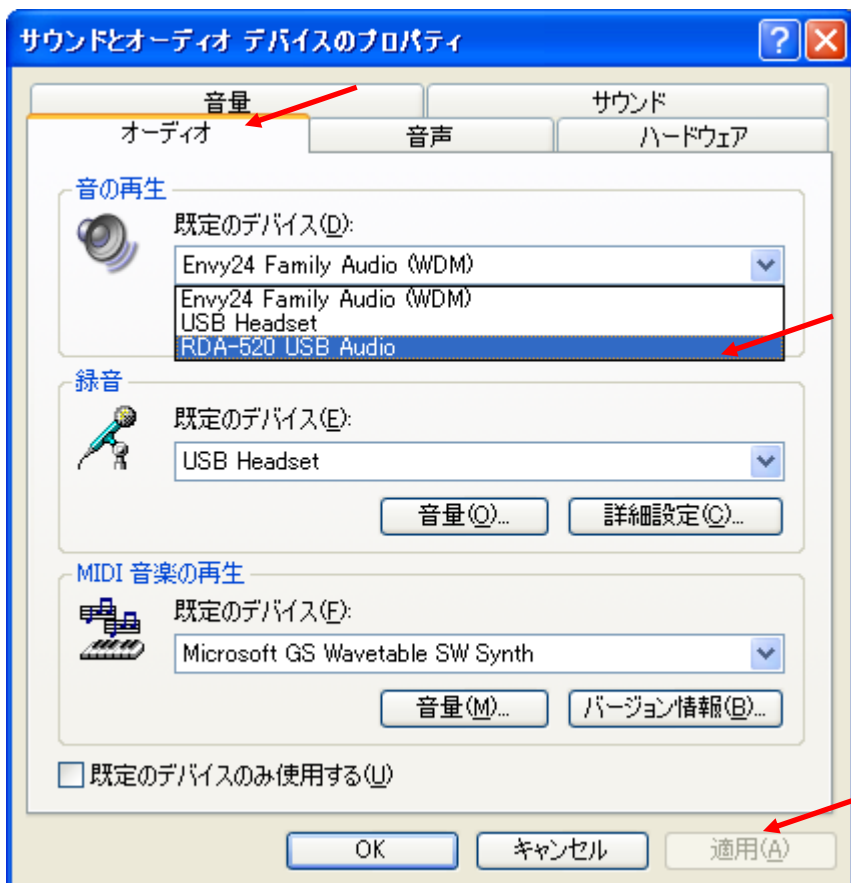 サウンドとオーディオ デバイスのプロパティ
音量
サウンド
オーディオ
音声
ハードウェア
音の再生
既定のデバイス(D):
Envy24 Family Audio (WDM)
Envy24 Family Audio (WDM)
USB Headset
RDA-520 USB Audio
録音
既定のデバイス(E):
USB Headset
音量(O)...
詳細設定(C)...
MIDI 音楽の再生
既定のデバイス(F):
Microsoft GS Wavetable SW Synth
音量(M)...
バージョン情報(B)...
既定のデバイスのみ使用する(U)
OK
キャンセル
適用(A)